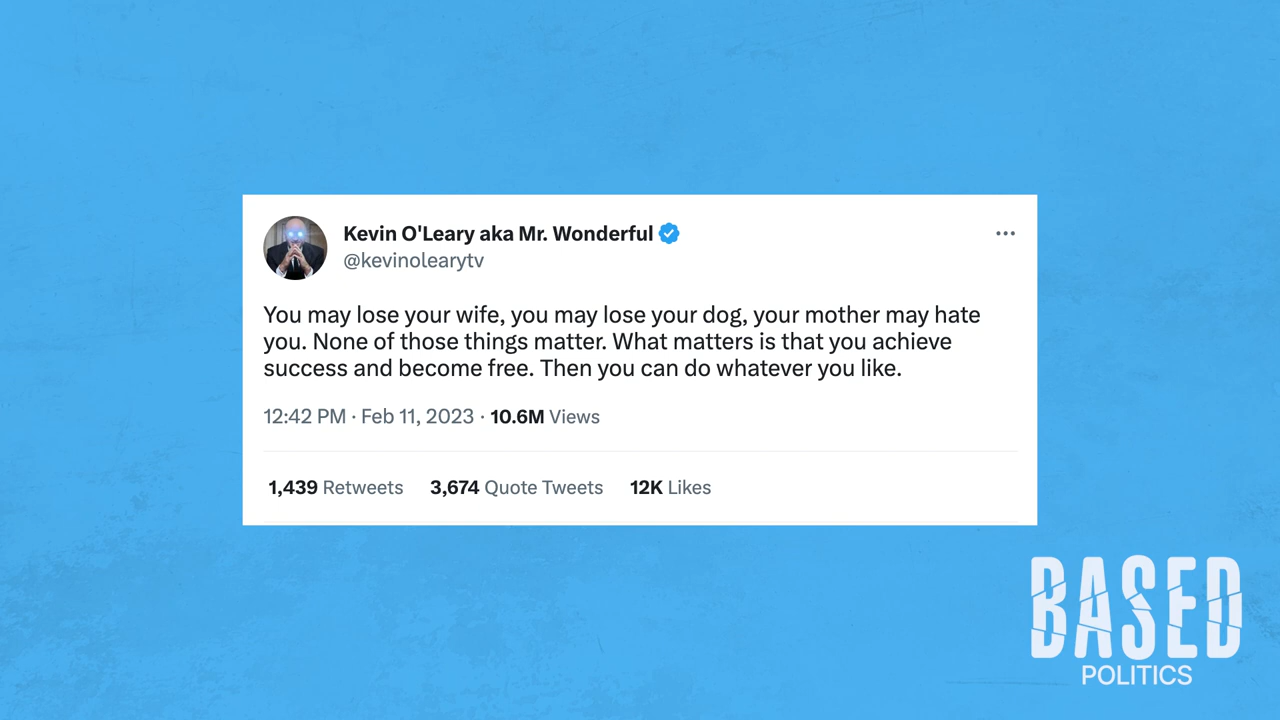 Kevin O'Leary aka Mr. Wonderful
@kevinolearytv
You may lose your wife, you may lose your dog, your mother may hate
you. None of those things matter. What matters is that you achieve
success and become free. Then you can do whatever you like.
12:42 PM · Feb 11, 2023 · 10.6M Views
1,439 Retweets 3,674 Quote Tweets 12K Likes
BASED
POLITICS